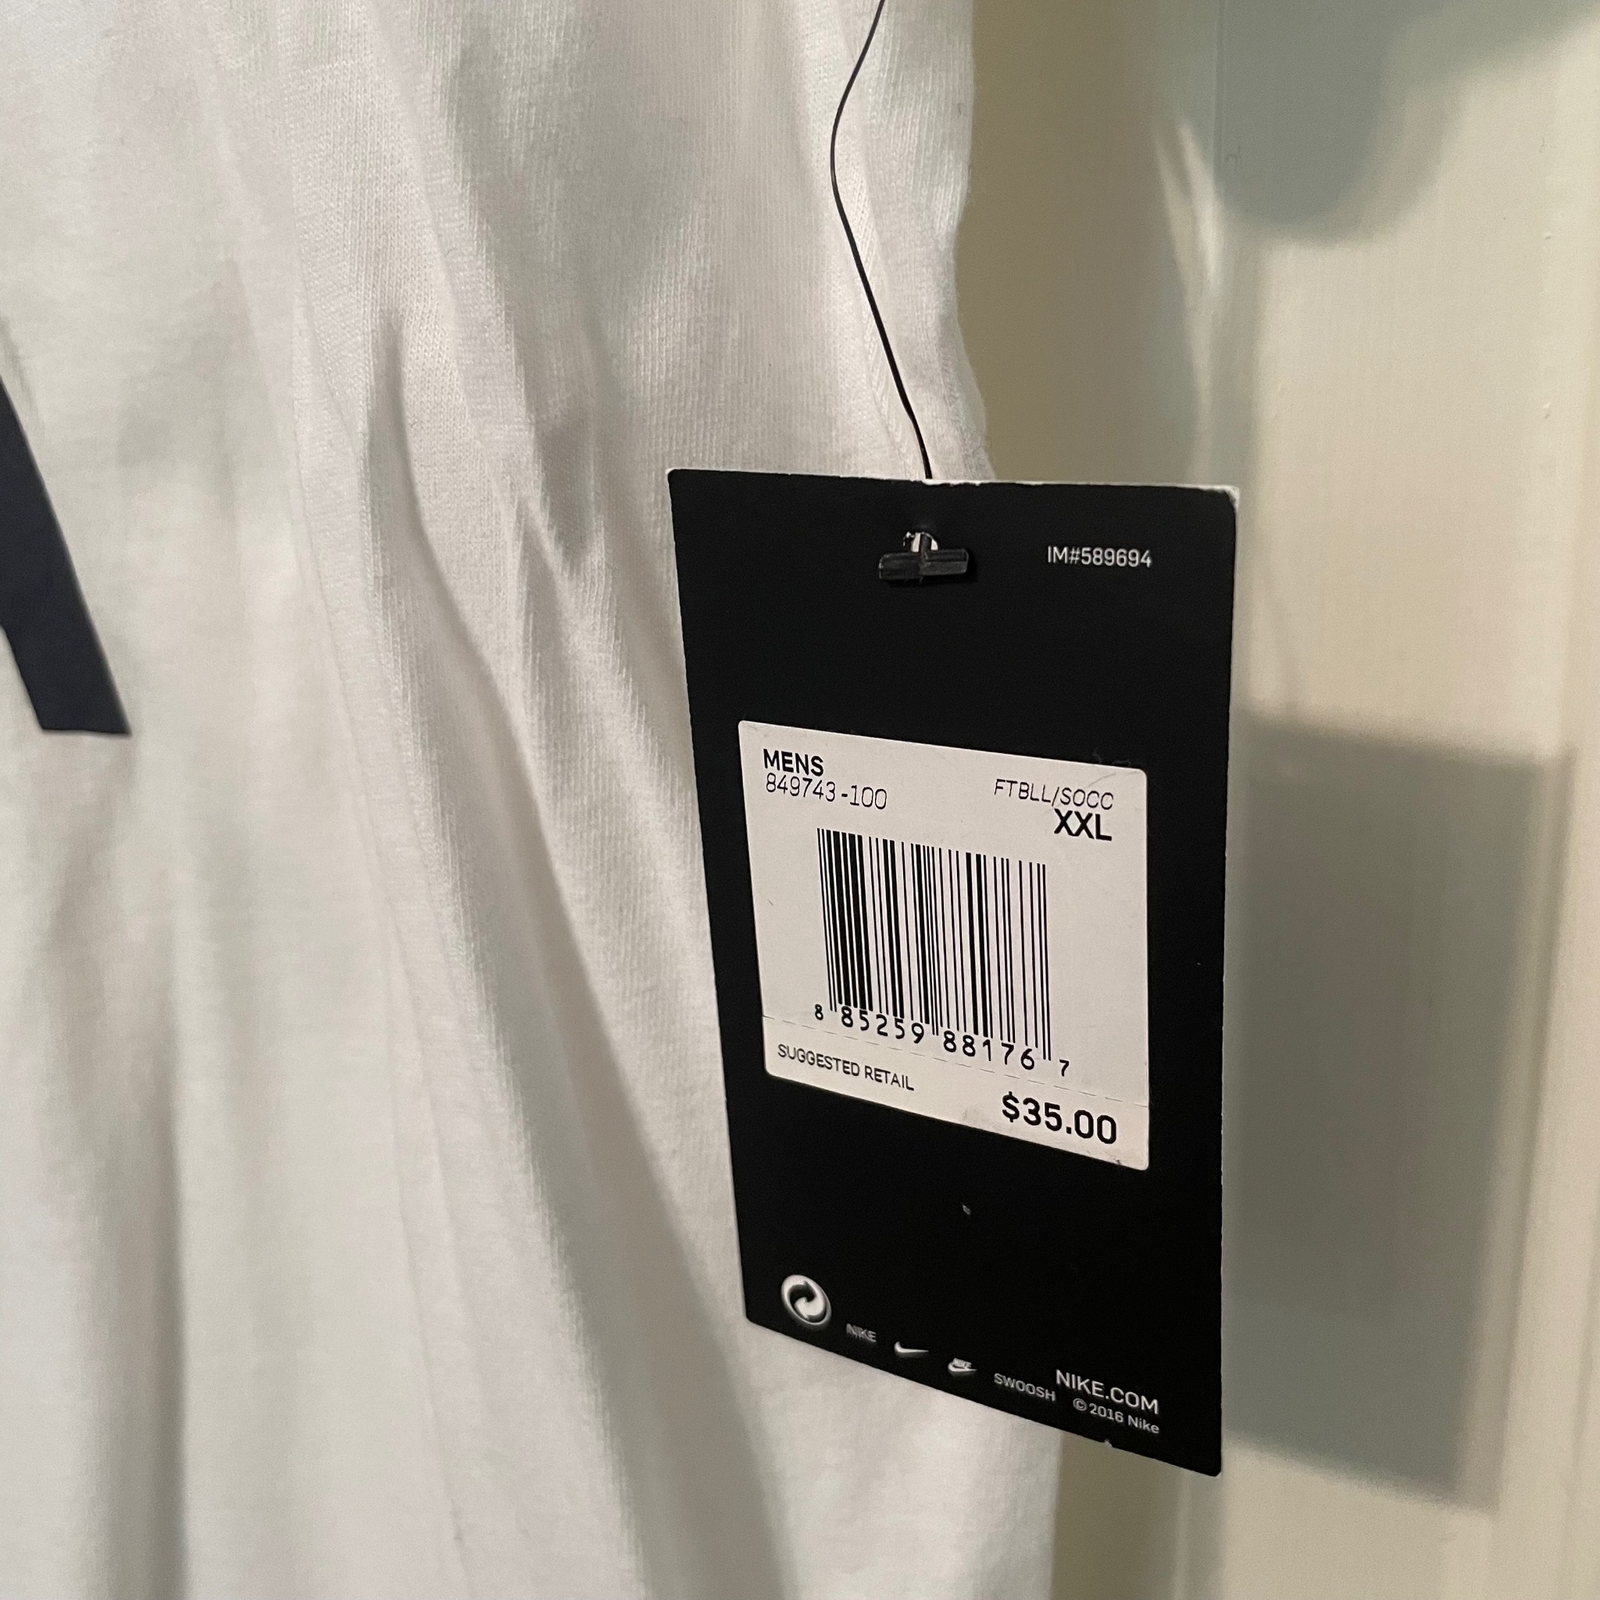 IM#589694
MENS
849743-100
FTBLL/SOCC
XXL
8 85259 88176 7
SUGGESTED RETAIL
$35.00
NIKE
NIKE
SWOOSH
NIKE.COM
© 2016 Nike